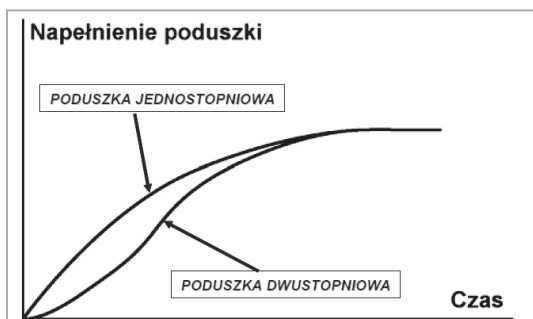 Napełnienie poduszki
PODUSZKA JEDNOSTOPNIOWA
PODUSZKA DWUSTOPNIOWA
Czas